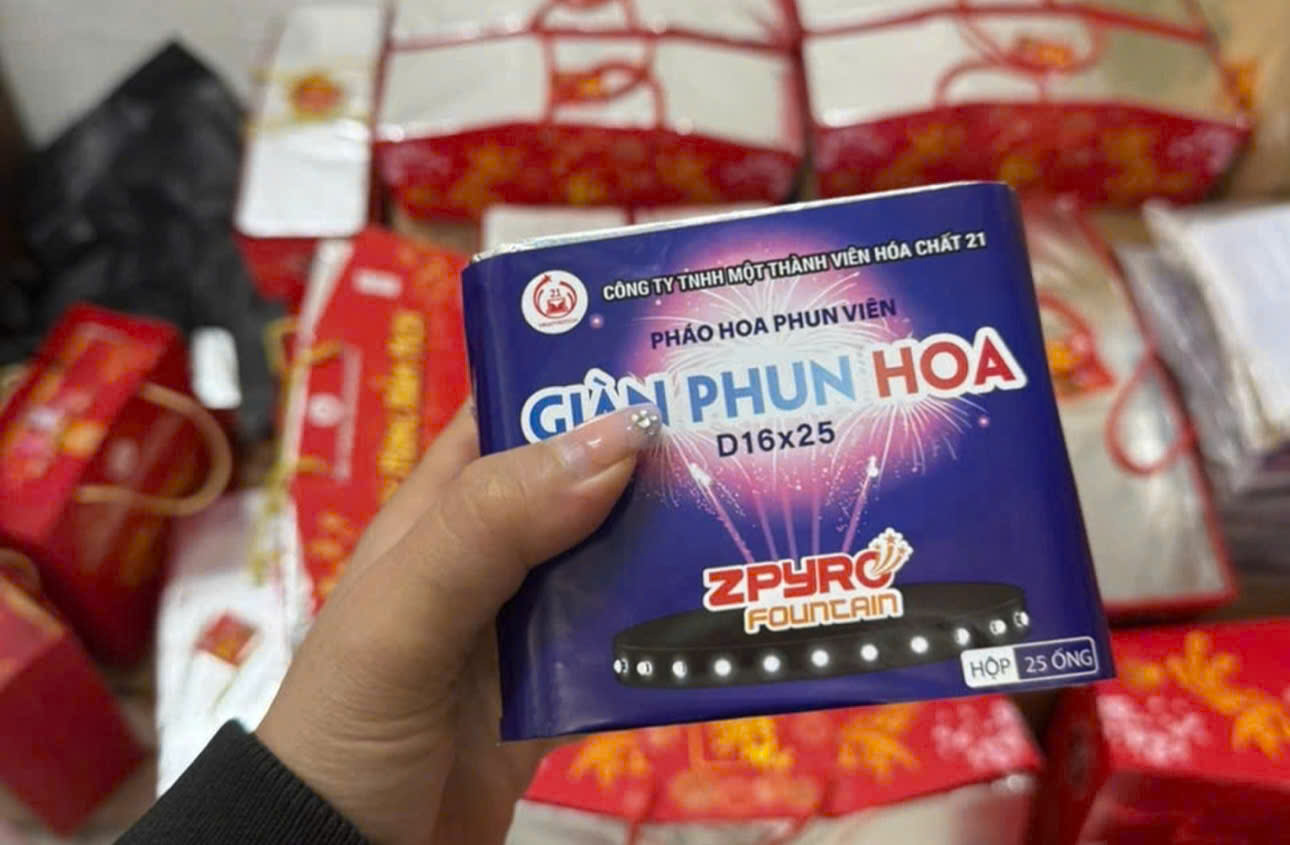 CÔNG TY TNHH MỘT THÀNH VIÊN HÓA CHẤT 21
21
PHÁO HOA PHUN VIÊN
GIÀN PHUN HOA
D16x25
ZPYRO
FOUNTAIN
HỘP 25 ỐNG